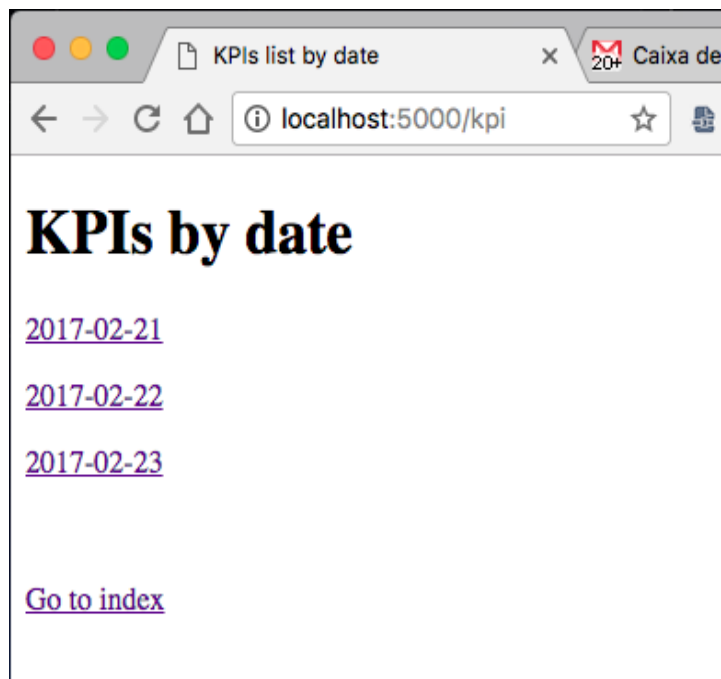 KPIs list by date
20+ Caixa de
localhost:5000/kpi
KPIs by date
2017-02-21
2017-02-22
2017-02-23
Go to index